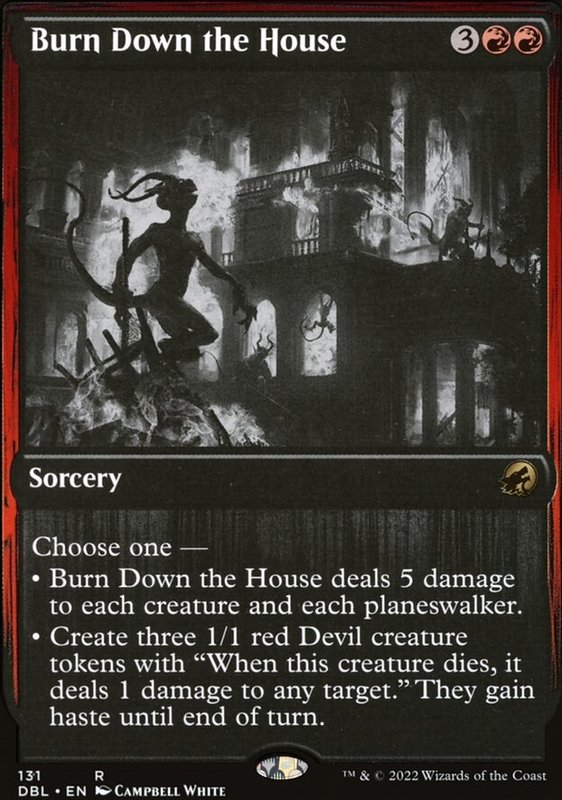 Burn Down the House 3
Sorcery
Choose one —
• Burn Down the House deals 5 damage
to each creature and each planeswalker.
• Create three 1/1 red Devil creature
tokens with “When this creature dies, it
deals 1 damage to any target.” They gain
haste until end of turn.
131 R
DBL • EN Campbell White ™ & © 2022 Wizards of the Coast